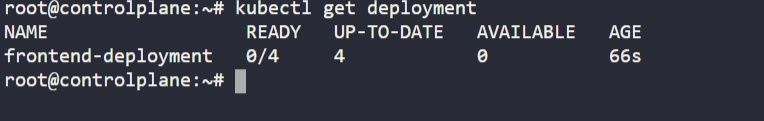 root@controlplane:~# kubectl get deployment
NAME                  READY   UP-TO-DATE   AVAILABLE   AGE
frontend-deployment   0/4     4            0           66s
root@controlplane:~#